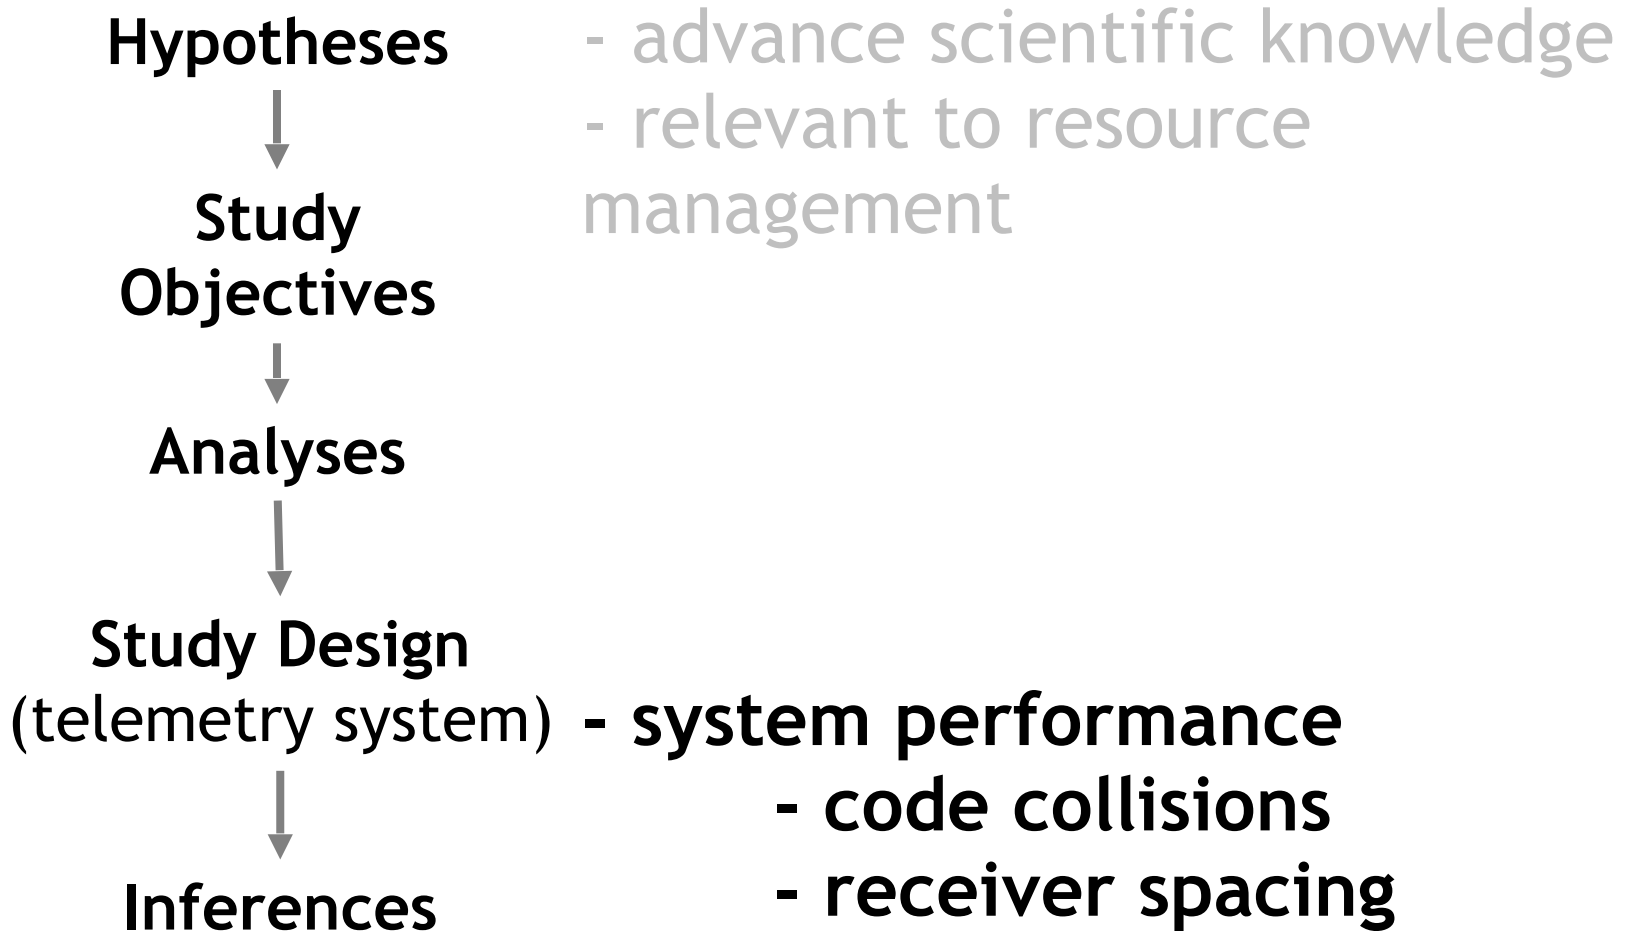 Hypotheses
- advance scientific knowledge
- relevant to resource
management
Study
Objectives
Analyses
Study Design
(telemetry system)
- system performance
- code collisions
- receiver spacing
Inferences